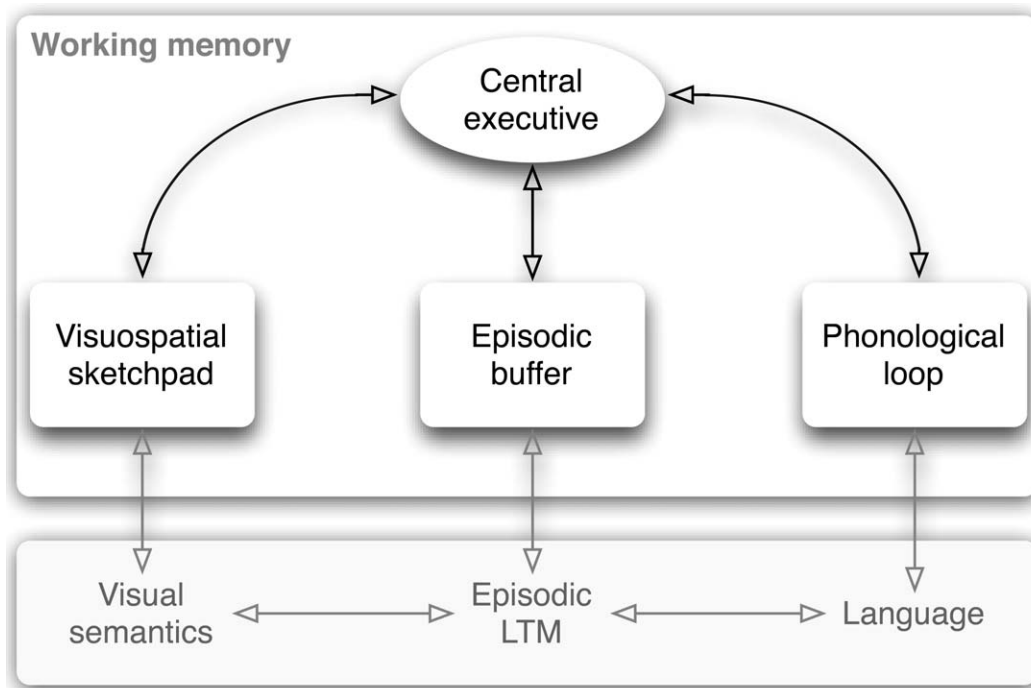 Working memory
Central
executive
Visuospatial
sketchpad
Episodic
buffer
Phonological
loop
Visual
semantics
Episodic
LTM
Language